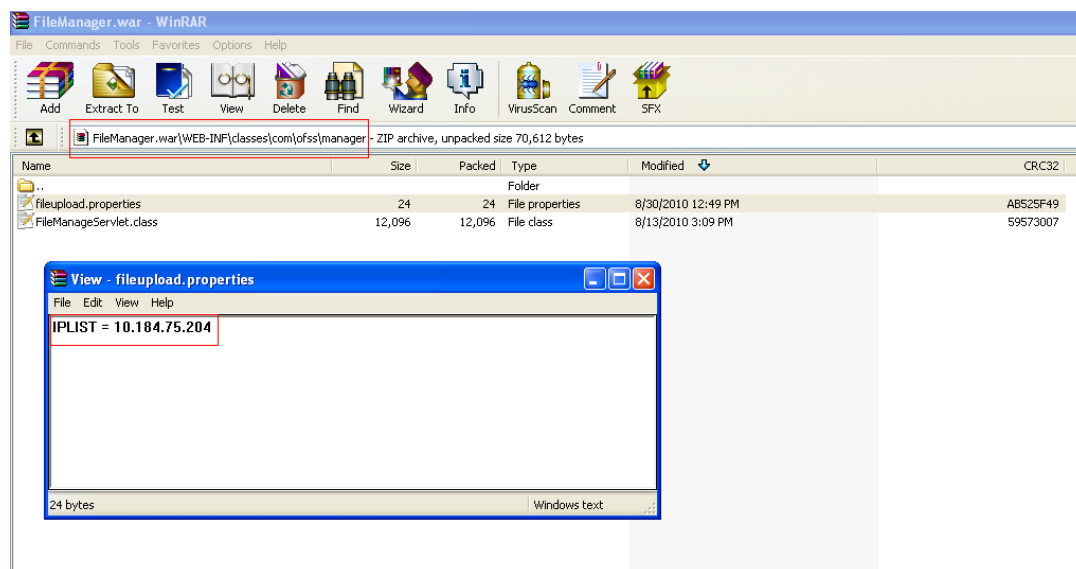 FileManager.war - WinRAR
File Commands Tools Favorites Options Help
Add Extract To Test View Delete Find Wizard Info VirusScan Comment SFX
FileManager.war\WEB-INF\classes\com\ofss\manager - ZIP archive, unpacked size 70,612 bytes
Name Size Packed Type Modified CRC32
.. Folder
fileupload.properties 24 24 File properties 8/30/2010 12:49 PM AB525F49
FileManageServlet.class 12,096 12,096 File class 8/13/2010 3:09 PM 59573007
View - fileupload.properties
File Edit View Help
IPLIST = 10.184.75.204
24 bytes Windows text